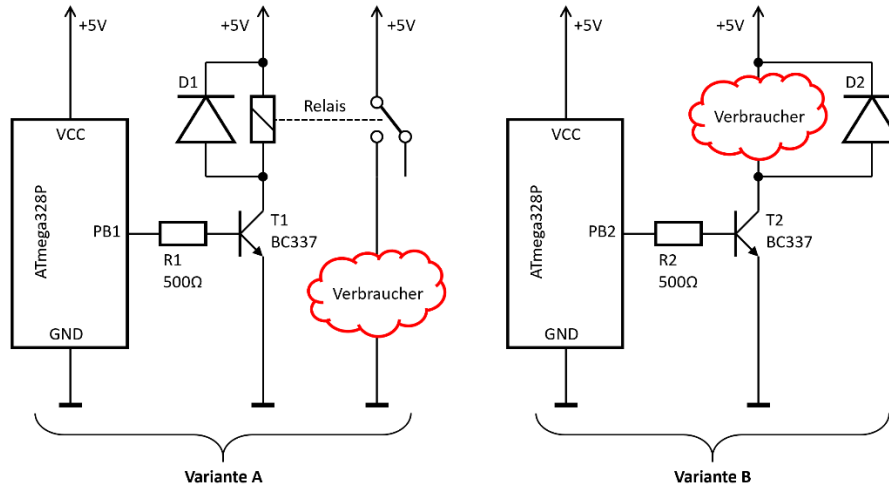 +5V
+5V
+5V
VCC
ATmega328P
PB1
GND
R1
500Ω
D1
Relais
T1
BC337
Verbraucher
Variante A
+5V
+5V
VCC
ATmega328P
PB2
GND
R2
500Ω
Verbraucher
D2
T2
BC337
Variante B